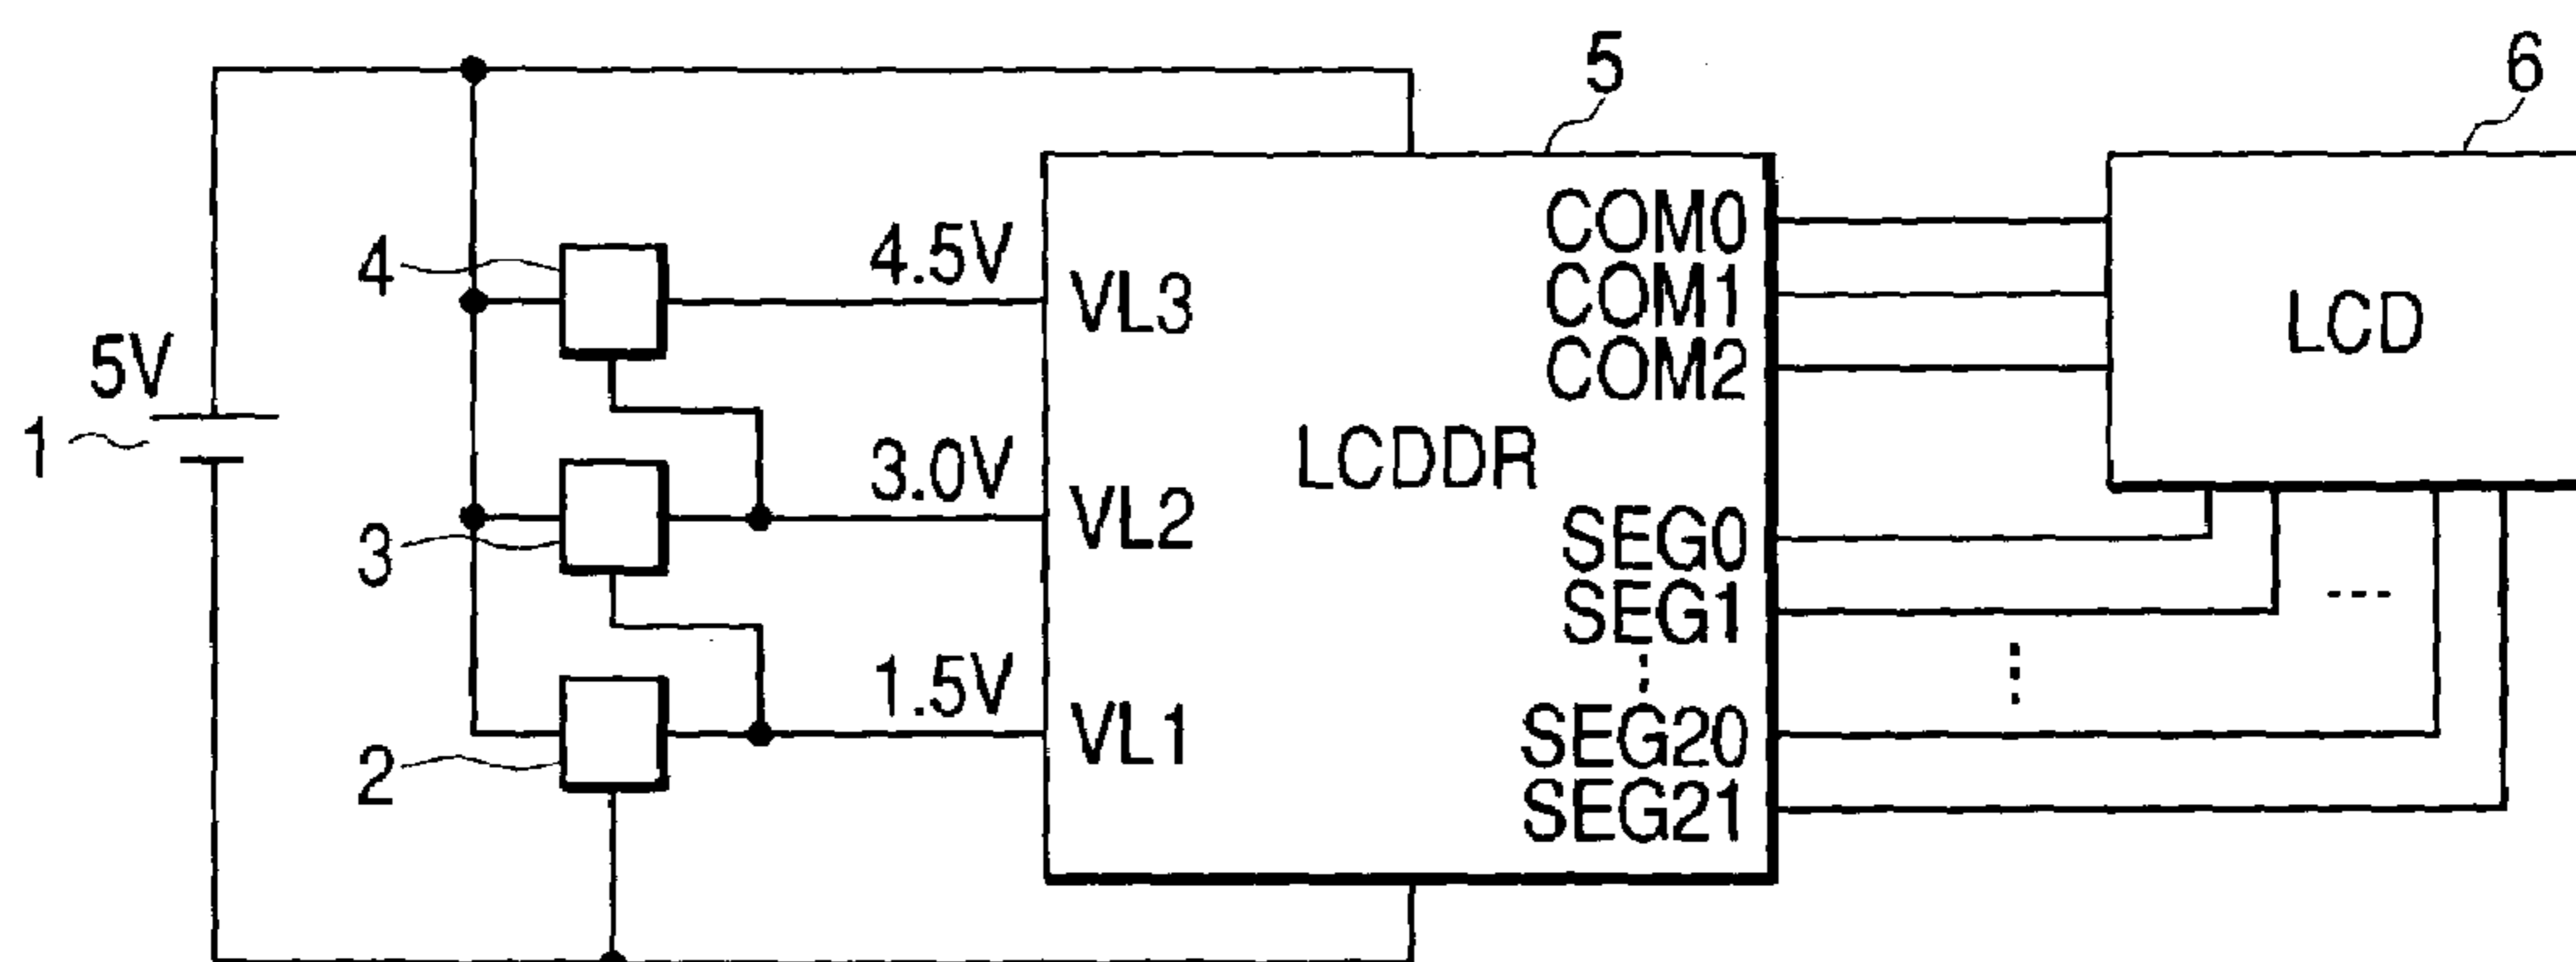 5
6
COM0
4.5V
4
COM1
VL3
LCD
5V
COM2
1
3.0V
LCDDR
VL2
3
SEG0
SEG1
1.5V
VL1
2
SEG20
SEG21